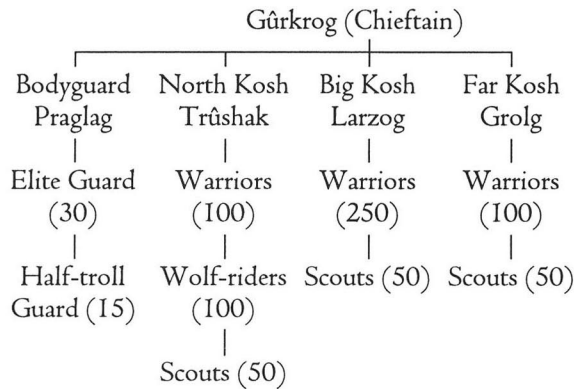 Gûrkrog (Chieftain)
Bodyguard
Praglag
North Kosh
Trûshak
Big Kosh
Larzog
Far Kosh
Grolg
Elite Guard
(30)
Warriors
(100)
Warriors
(250)
Warriors
(100)
Half-troll
Guard (15)
Wolf-riders
(100)
Scouts (50)
Scouts (50)
Scouts (50)